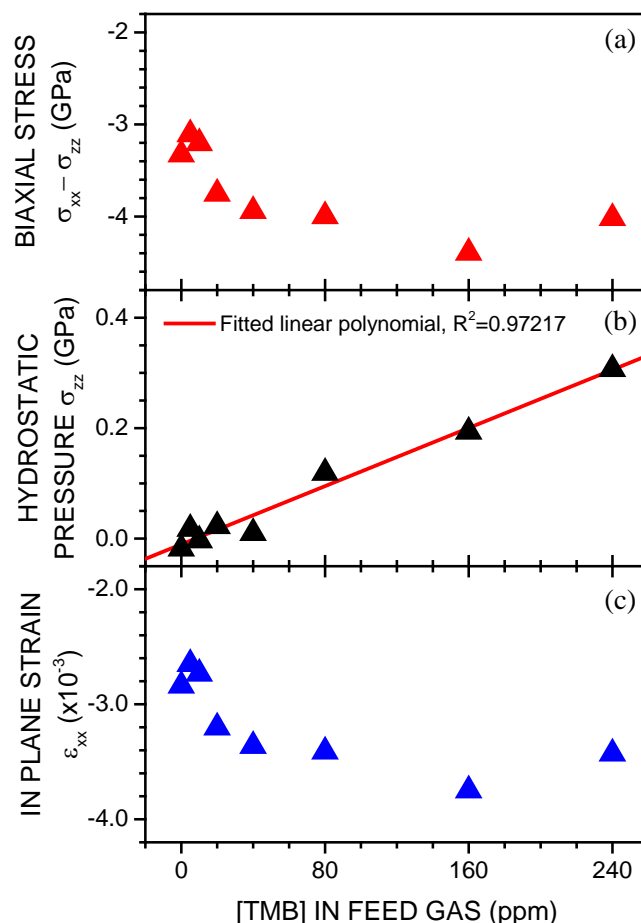 BIAXIAL STRESS
σxx − σzz (GPa)
-2
-3
-4
(a)
HYDROSTATIC
PRESSURE σzz (GPa)
0.4
0.2
0.0
Fitted linear polynomial, R²=0.97217
(b)
IN PLANE STRAIN
εxx (x10⁻³)
-2.0
-3.0
-4.0
(c)
0 80 160 240
[TMB] IN FEED GAS (ppm)